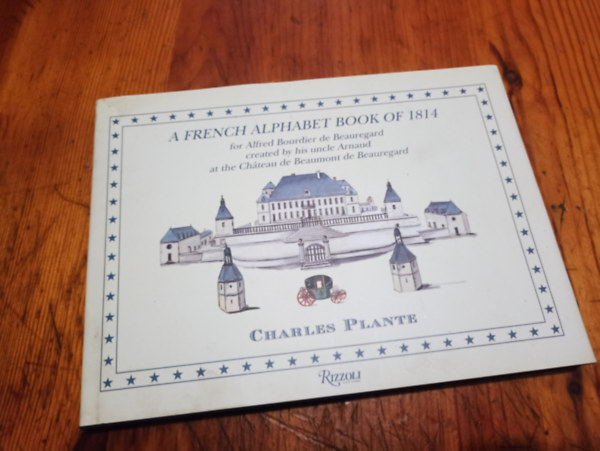 A FRENCH ALPHABET BOOK OF 1814
for Alfred Bourdier de Beauregard
created by his uncle Arnaud
at the Château de Beaumont de Beauregard
CHARLES PLANTE
RIZZOLI